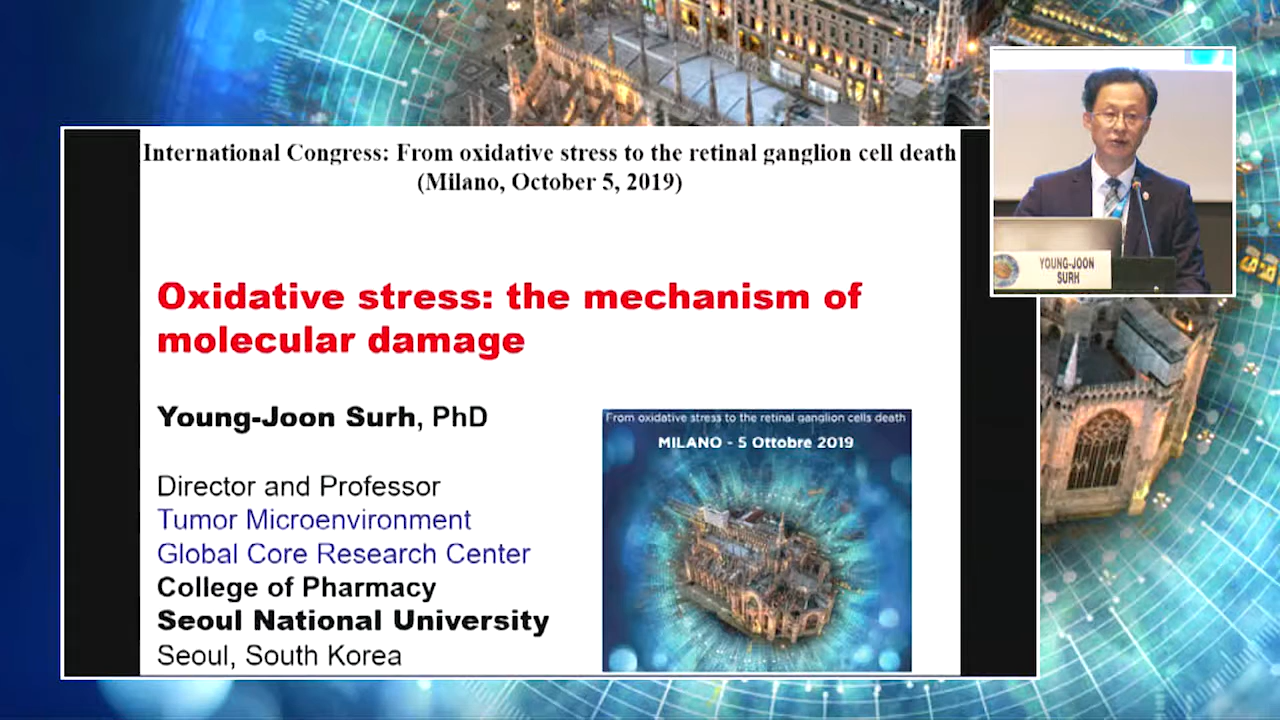 International Congress: From oxidative stress to the retinal ganglion cell death
(Milano, October 5, 2019)
Oxidative stress: the mechanism of
molecular damage
Young-Joon Surh, PhD
Director and Professor
Tumor Microenvironment
Global Core Research Center
College of Pharmacy
Seoul National University
Seoul, South Korea
From oxidative stress to the retinal ganglion cells death
MILANO - 5 Ottobre 2019
YOUNG-JOON
SURH